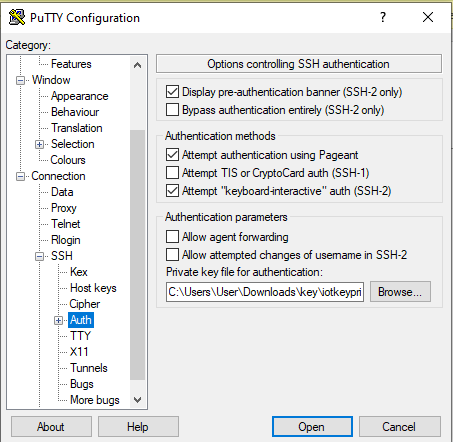 PuTTY Configuration
Category:
Features
Window
Appearance
Behaviour
Translation
Selection
Colours
Connection
Data
Proxy
Telnet
Rlogin
SSH
Kex
Host keys
Cipher
Auth
TTY
X11
Tunnels
Bugs
More bugs
Options controlling SSH authentication
Display pre-authentication banner (SSH-2 only)
Bypass authentication entirely (SSH-2 only)
Authentication methods
Attempt authentication using Pageant
Attempt TIS or CryptoCard auth (SSH-1)
Attempt "keyboard-interactive" auth (SSH-2)
Authentication parameters
Allow agent forwarding
Allow attempted changes of username in SSH-2
Private key file for authentication:
C:\Users\User\Downloads\key\iotkeypri Browse...
About Help Open Cancel